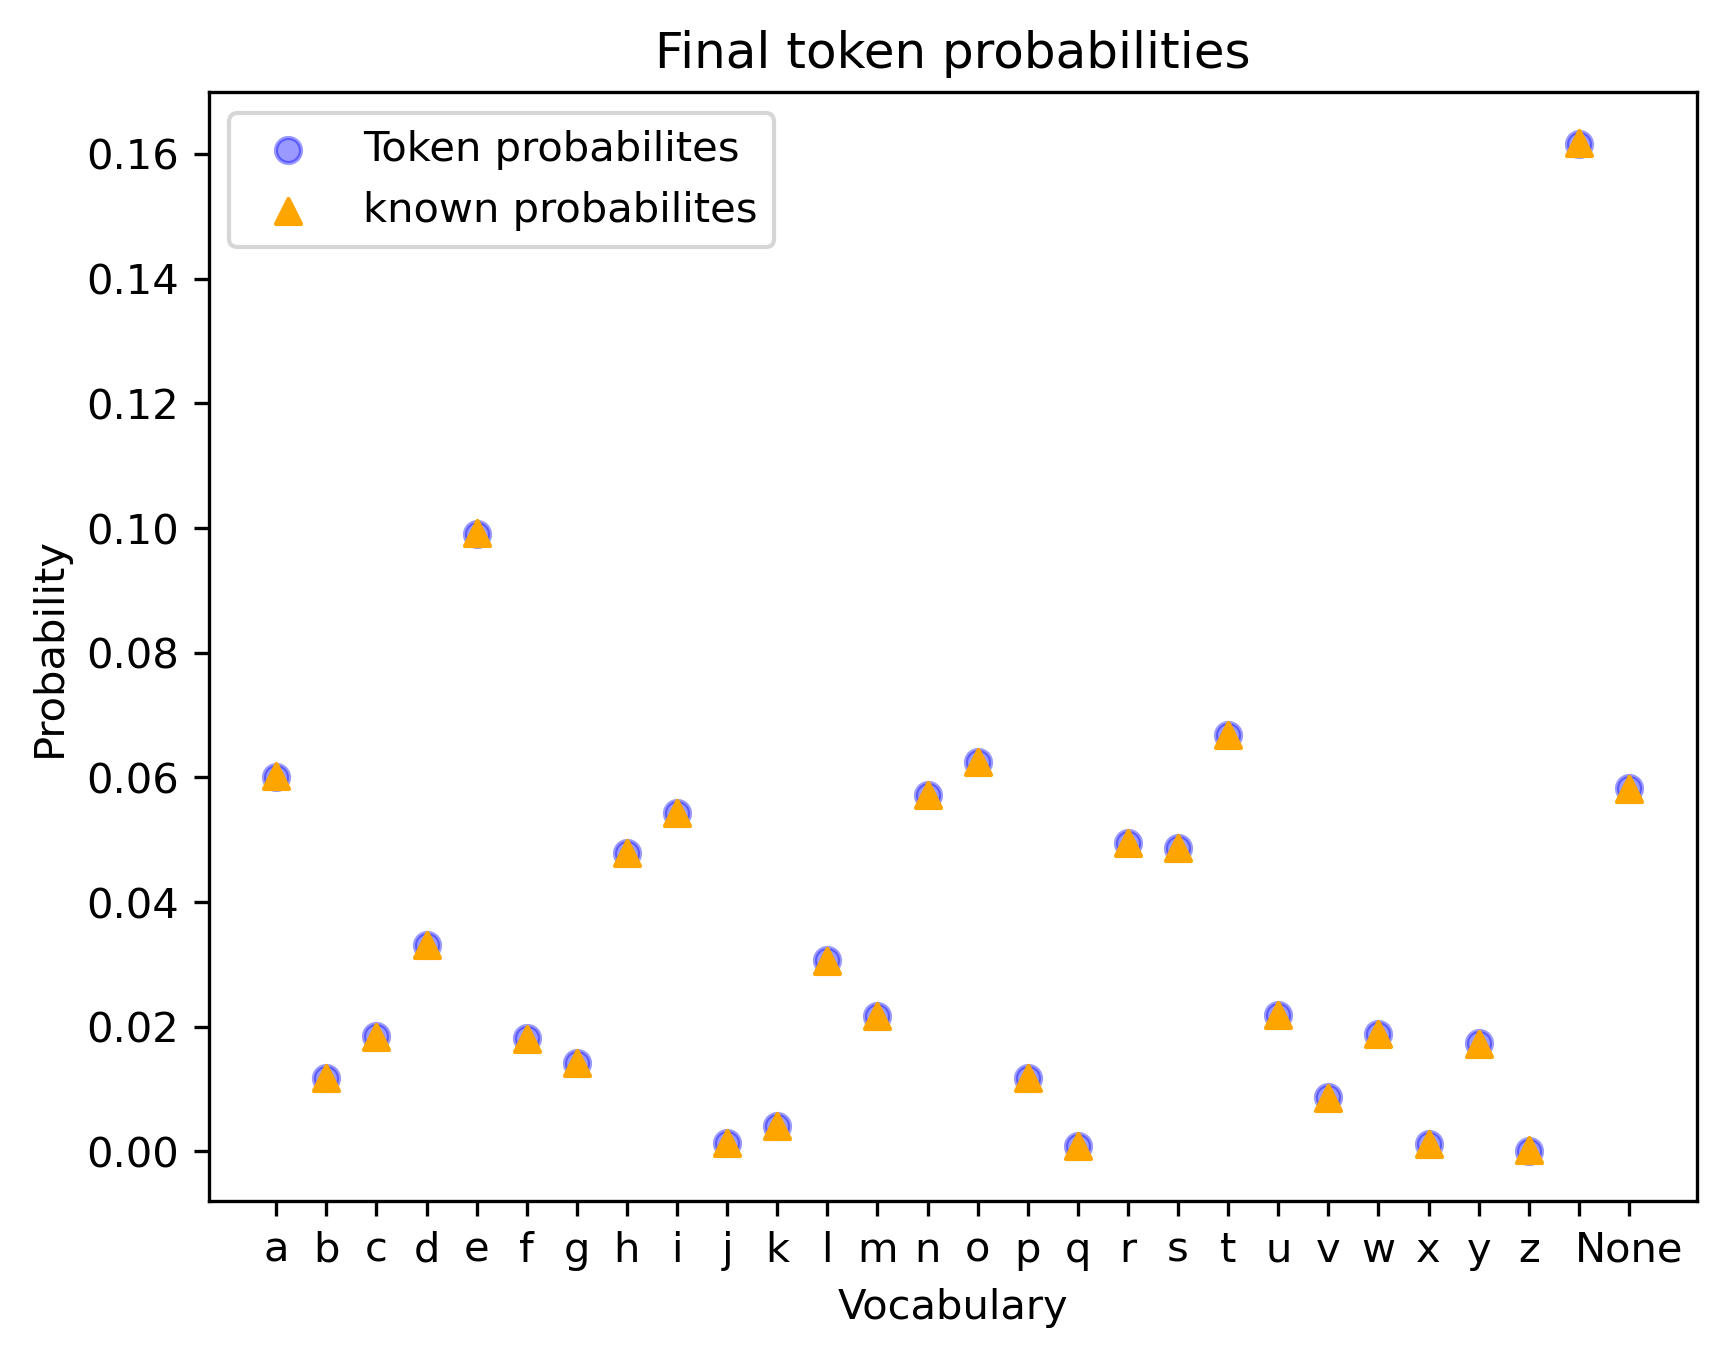 Final token probabilities
Token probabilites
known probabilites
0.16
0.14
0.12
0.10
0.08
0.06
0.04
0.02
0.00
Probability
a b c d e f g h i j k l m n o p q r s t u v w x y z None
Vocabulary